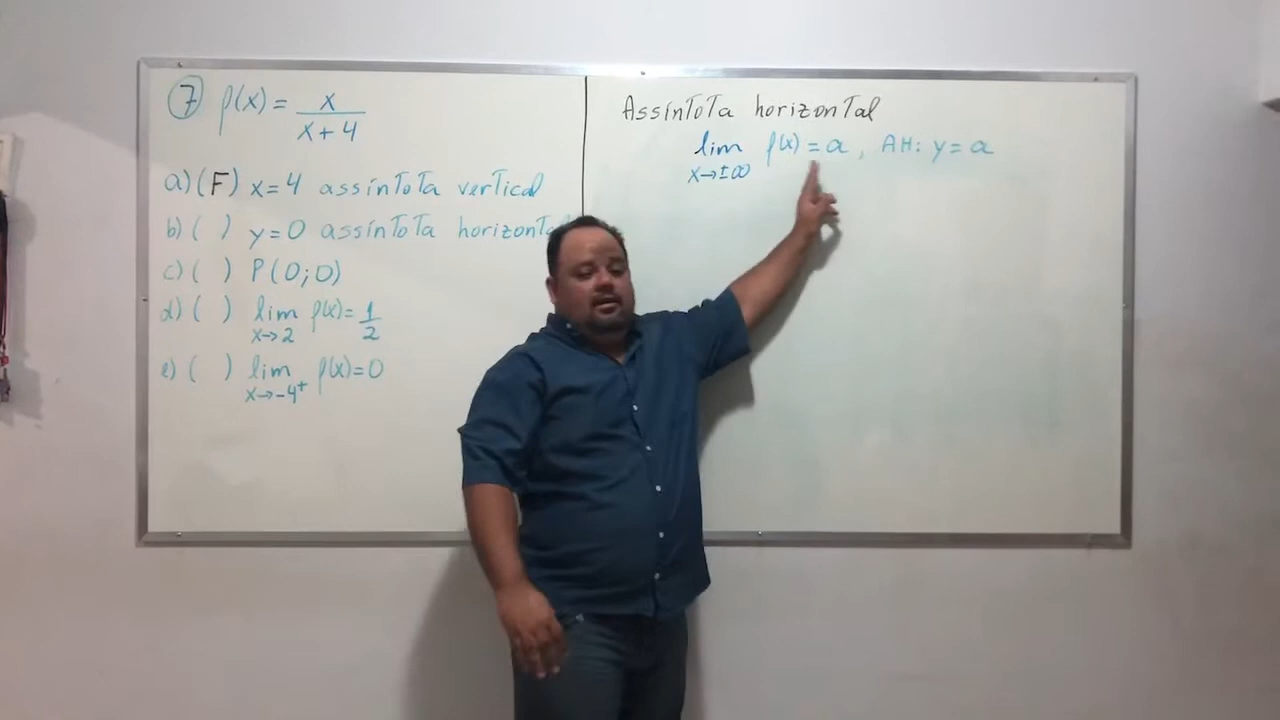 7 f(x) = x / x + 4
a) (F) x = 4 assíntota vertical
b) ( ) y = 0 assíntota horizontal
c) ( ) P(0;0)
d) ( ) lim x→2 f(x) = 1/2
e) ( ) lim x→-4⁺ f(x) = 0
Assíntota horizontal
lim x→±∞ f(x) = a, AH: y = a